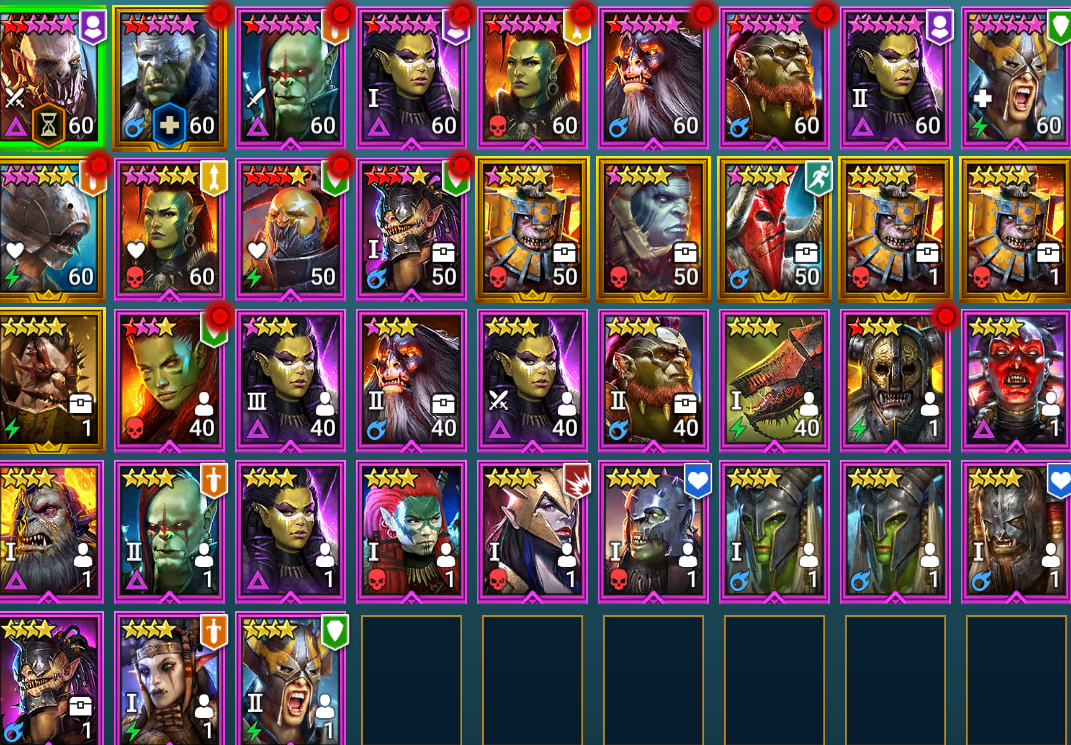 60 60 60 I 60 60 60 60 II 60 60
60 60 50 I 50 50 50 50 1 1
1 40 III 40 II 40 40 II 40 I 40 1 1
I 1 II 1 1 I 1 I 1 I 1 I 1 I 1 I 1
1 I 1 II 1